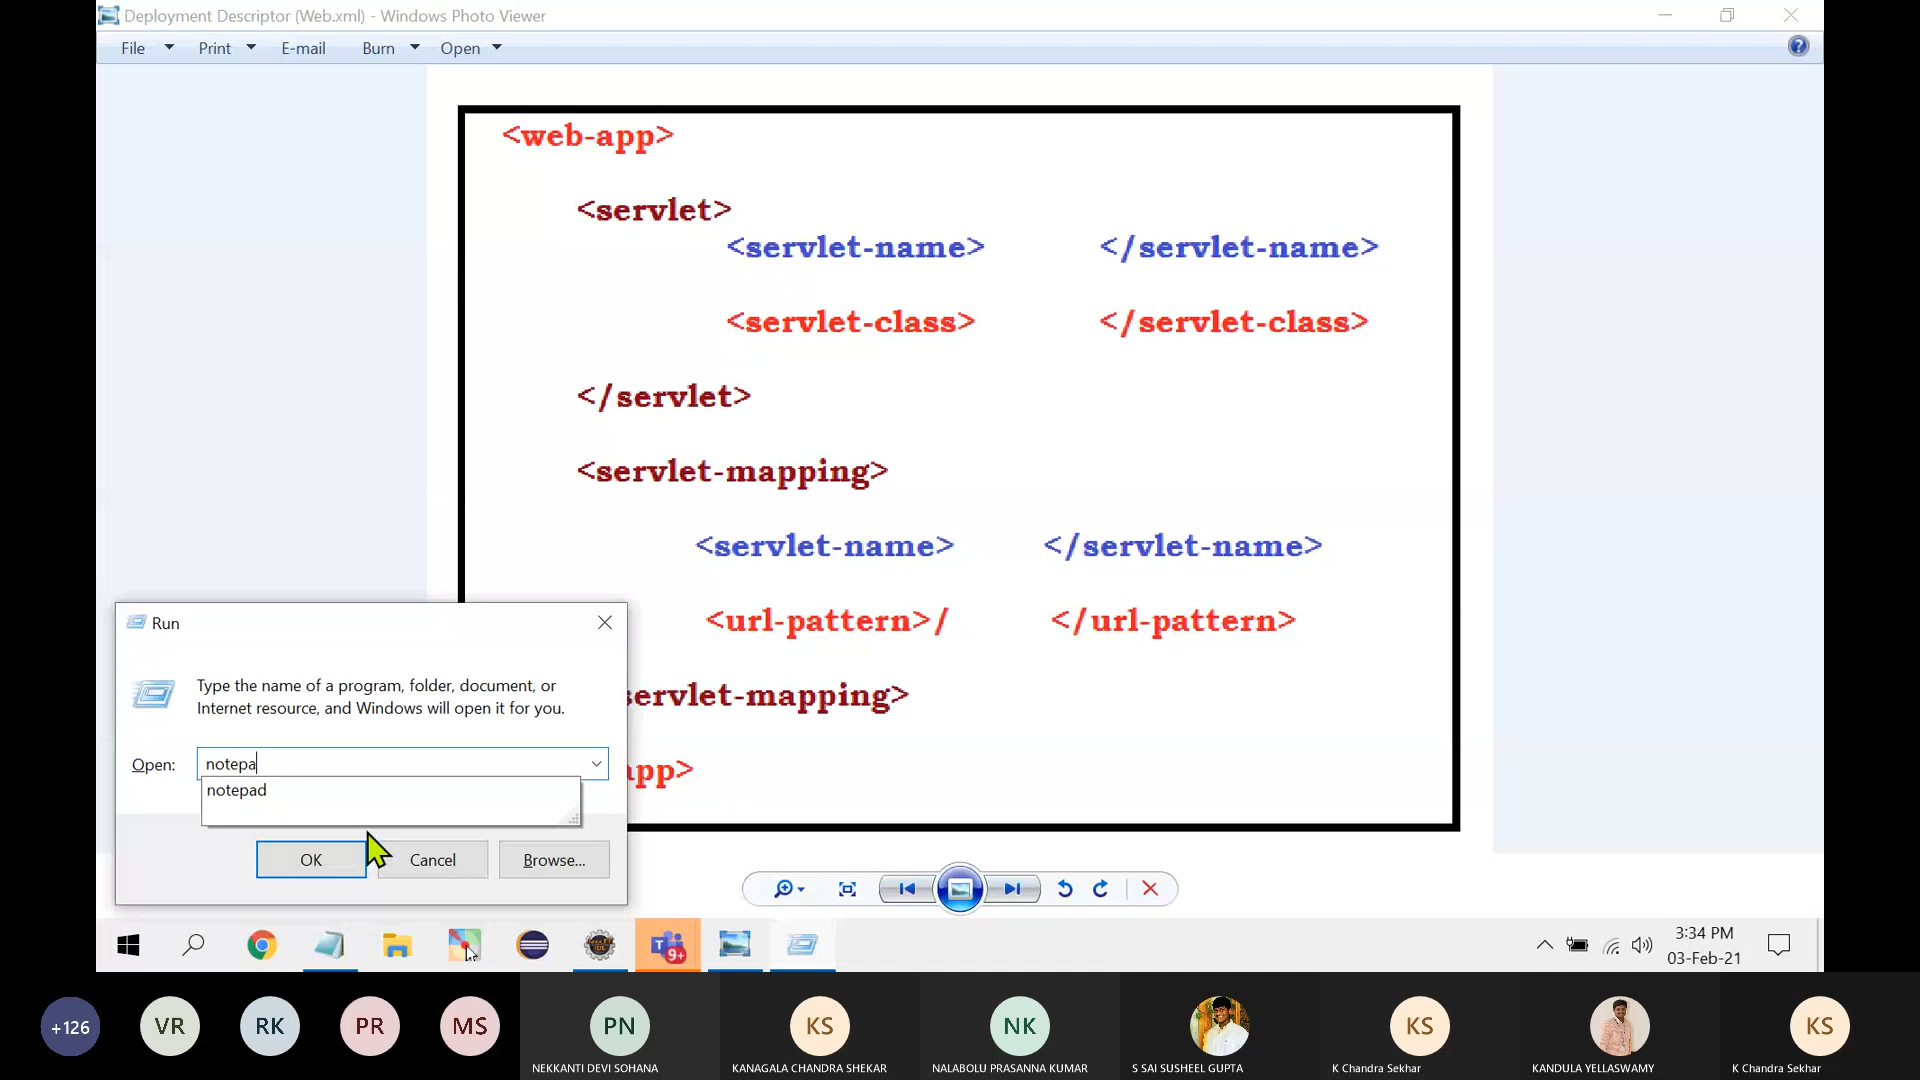 Deployment Descriptor (Web.xml) - Windows Photo Viewer
File Print E-mail Burn Open
<web-app>
<servlet>
<servlet-name> </servlet-name>
<servlet-class> </servlet-class>
</servlet>
<servlet-mapping>
<servlet-name> </servlet-name>
<url-pattern>/ </url-pattern>
servlet-mapping>
app>
Run
Type the name of a program, folder, document, or
Internet resource, and Windows will open it for you.
Open: notepa
notepad
OK Cancel Browse...
T 9+
3:34 PM
03-Feb-21
+126 VR RK PR MS PN KS NK KS KS
NEKKANTI DEVI SOHANA KANAGALA CHANDRA SHEKAR NALABOLU PRASANNA KUMAR S SAI SUSHEEL GUPTA K Chandra Sekhar KANDULA YELLASWAMY K Chandra Sekhar